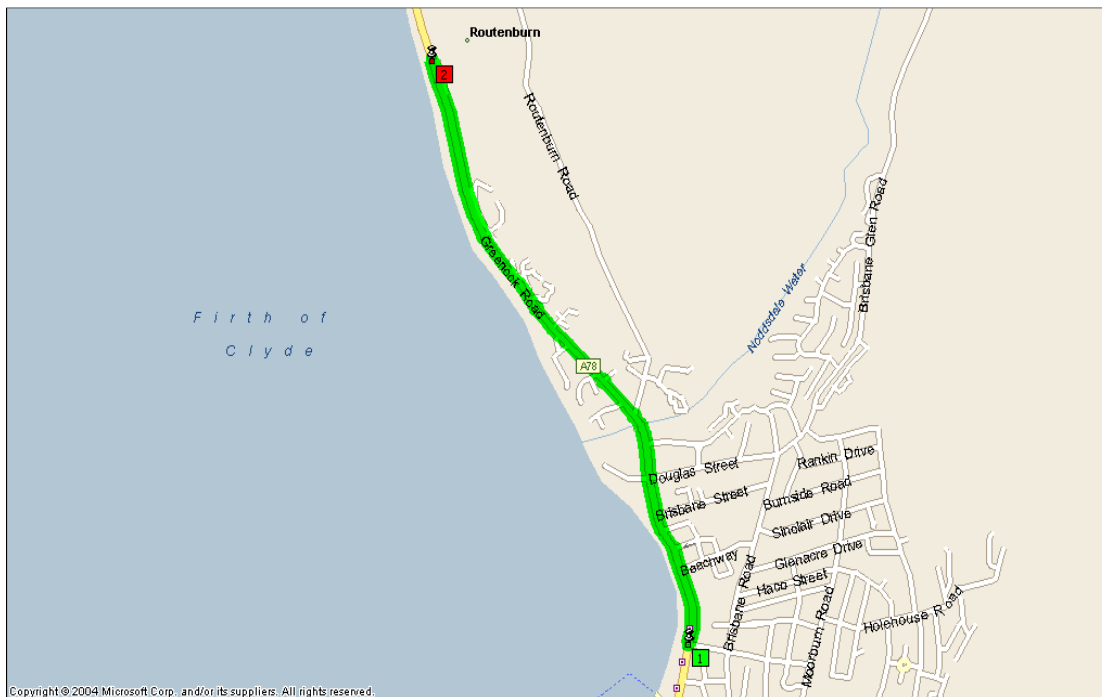 Routenburn
2
Routenburn Road
Brisbane Glen Road
Greenock Road
Noddsdale Water
Firth of
Clyde
A78
Rankin Drive
Douglas Street
Burnside Road
Brisbane Street
Sinclair Drive
Glenacre Drive
Beachway
Haco Street
Brisbane Road
Holehouse Road
Moorburn Road
1
Copyright © 2004 Microsoft Corp. and/or its suppliers. All rights reserved.